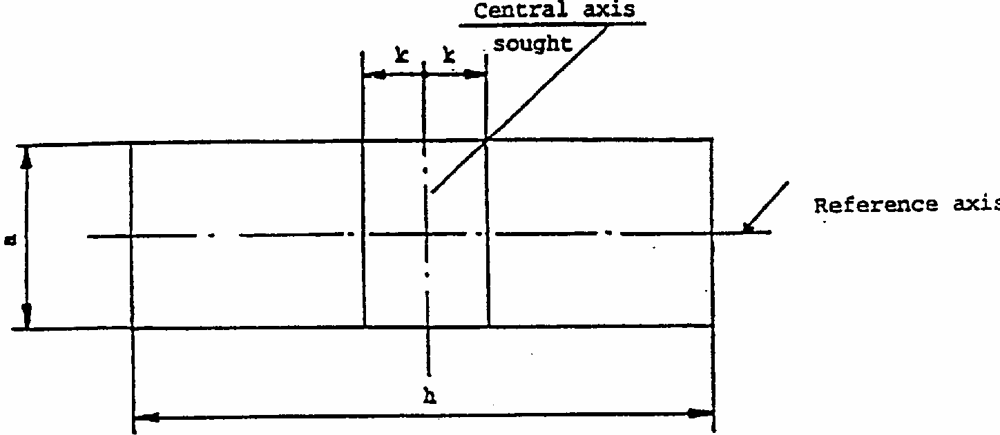 Central axis
sought
k k
Reference axis
a
h